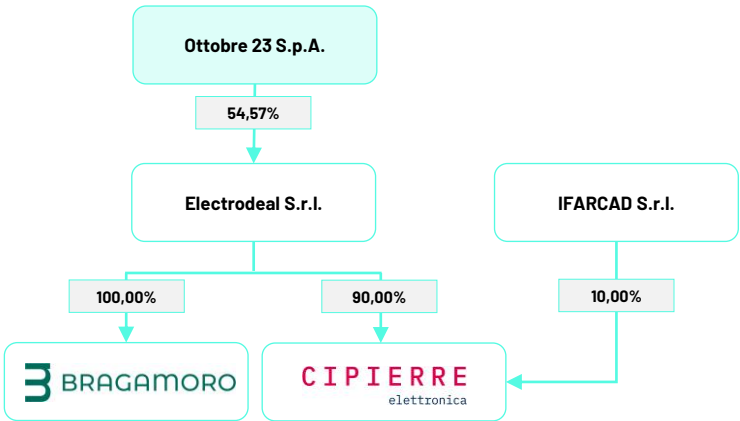 Ottobre 23 S.p.A.
54,57%
Electrodeal S.r.l.
IFARCAD S.r.l.
100,00%
90,00%
10,00%
BRAGAMORO
CIPIERRE
elettronica